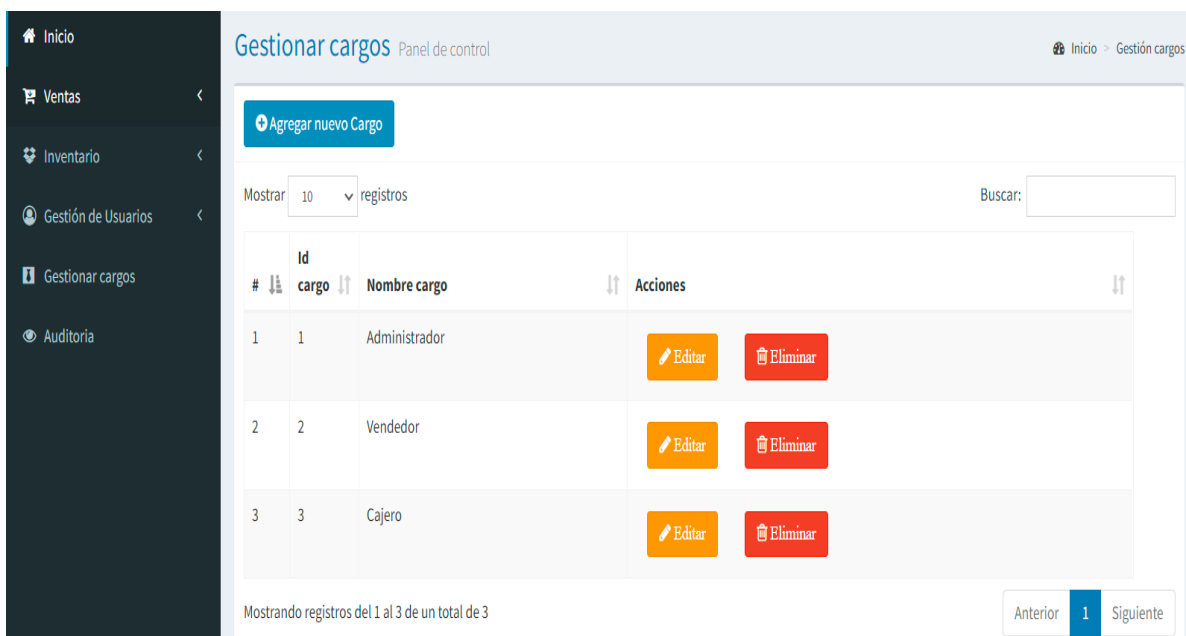 Inicio
Ventas
Inventario
Gestión de Usuarios
Gestionar cargos
Auditoria
Gestionar cargos Panel de control
Inicio > Gestión cargos
Agregar nuevo Cargo
Mostrar 10 registros
Buscar:
# Id cargo Nombre cargo Acciones
1 1 Administrador Editar Eliminar
2 2 Vendedor Editar Eliminar
3 3 Cajero Editar Eliminar
Mostrando registros del 1 al 3 de un total de 3
Anterior 1 Siguiente